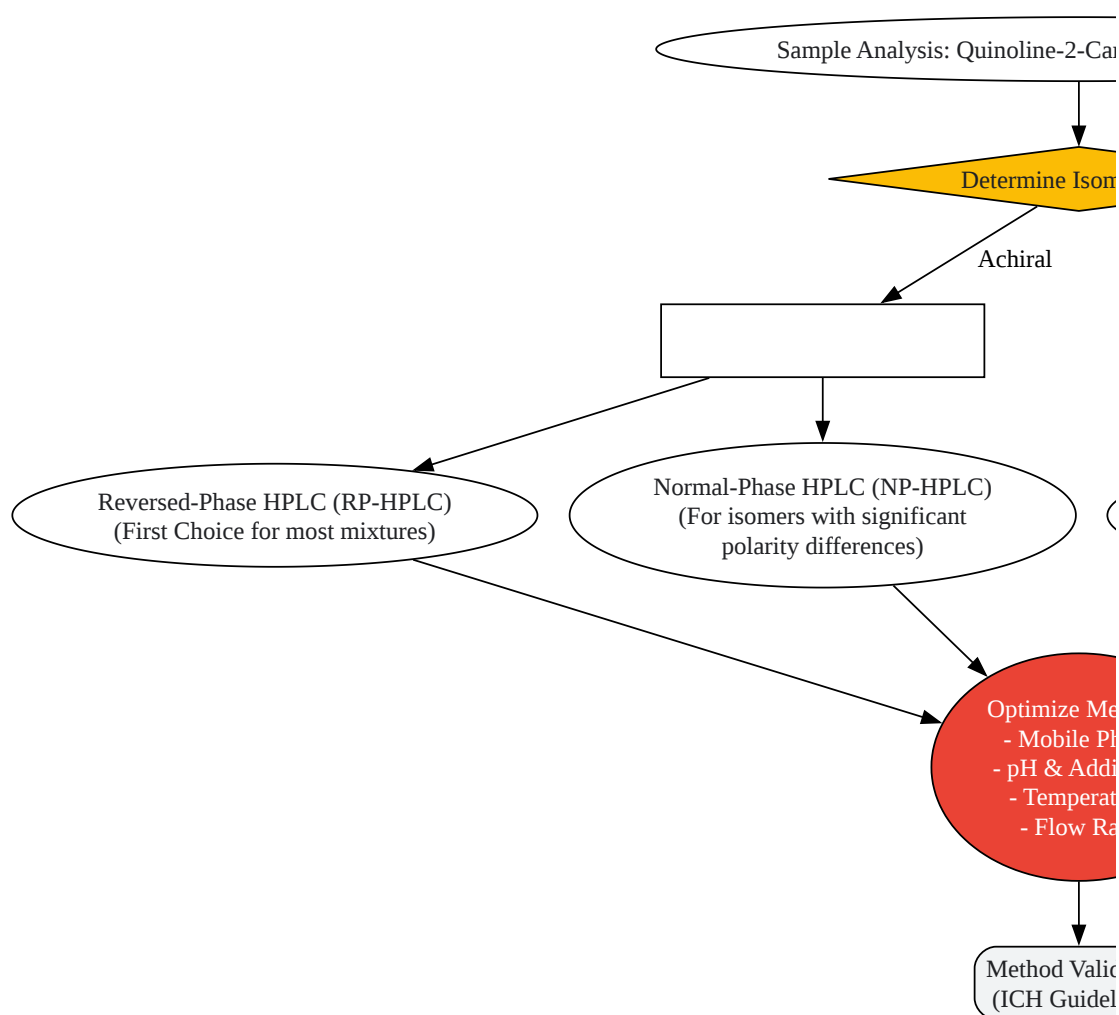 Sample Analysis: Quinoline-2-Car
Determine Isom
Achiral
Reversed-Phase HPLC (RP-HPLC)
(First Choice for most mixtures)
Normal-Phase HPLC (NP-HPLC)
(For isomers with significant
polarity differences)
Optimize Me
- Mobile Ph
- pH & Addi
- Temperat
- Flow Ra
Method Valid
(ICH Guidel